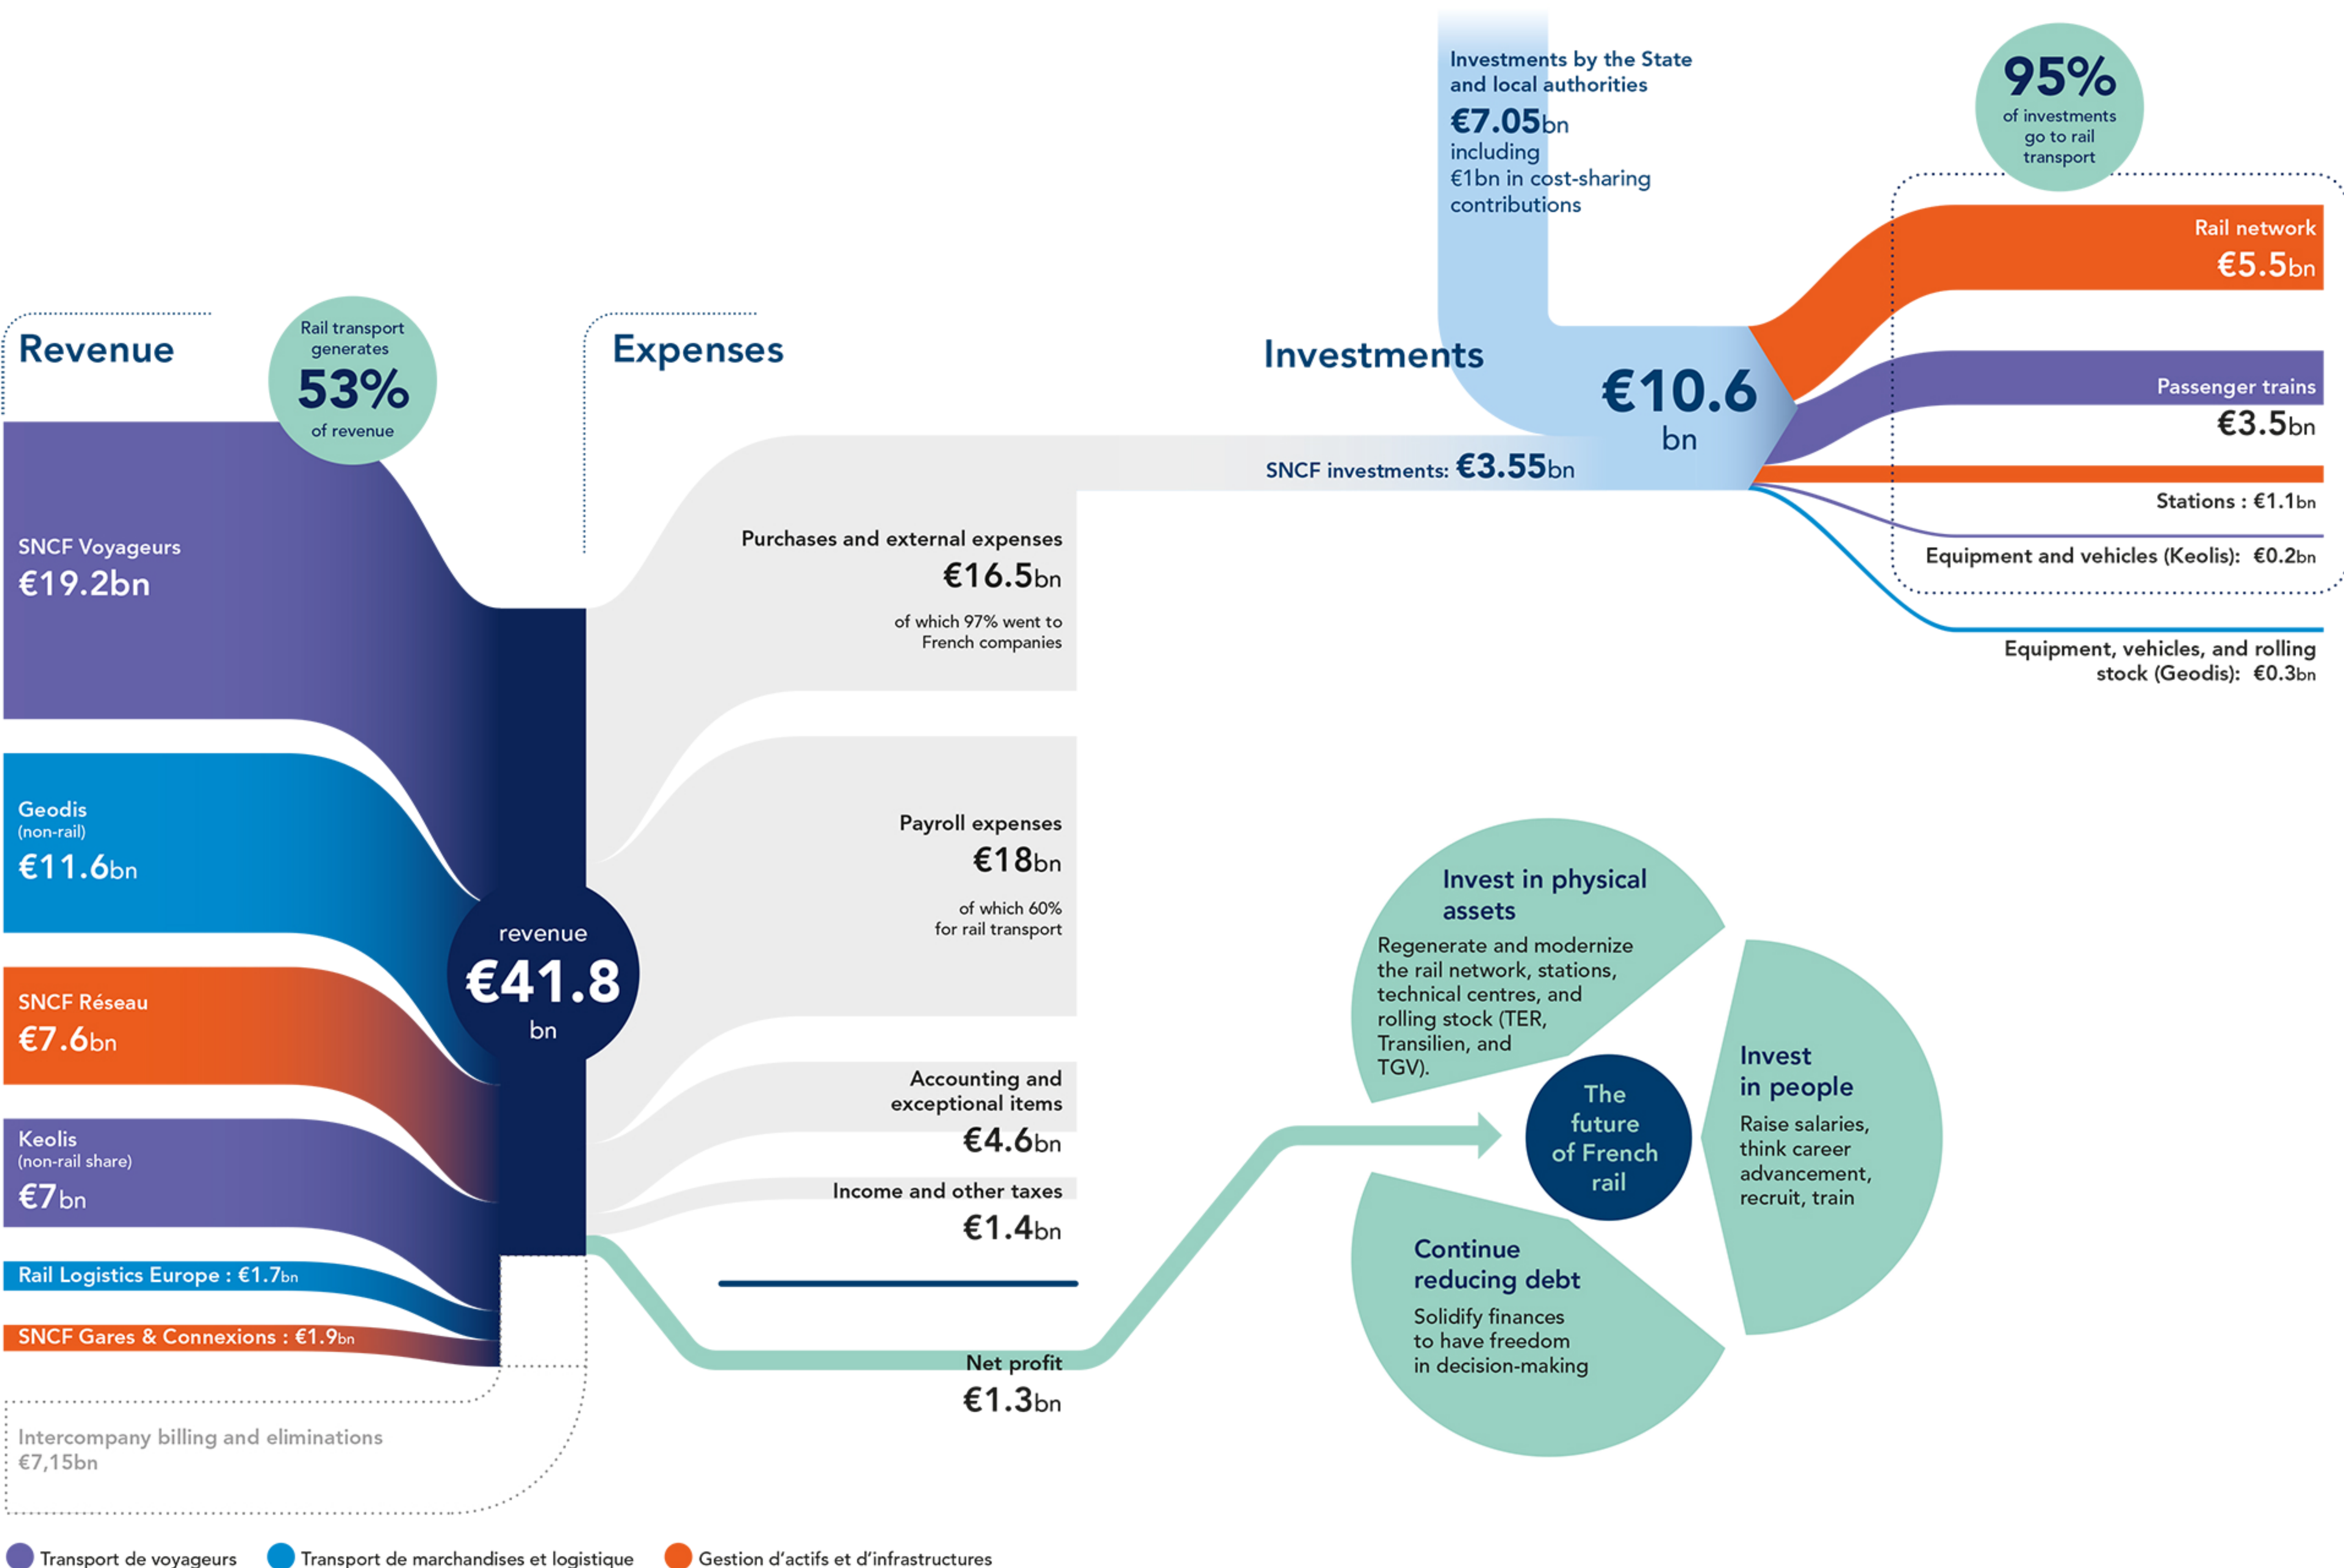 Revenue
Rail transport
generates
53%
of revenue
SNCF Voyageurs
€19.2bn
Geodis
(non-rail)
€11.6bn
SNCF Réseau
€7.6bn
Keolis
(non-rail share)
€7bn
Rail Logistics Europe : €1.7bn
SNCF Gares & Connexions : €1.9bn
Intercompany billing and eliminations
€7,15bn
revenue
€41.8
bn
Expenses
Purchases and external expenses
€16.5bn
of which 97% went to
French companies
Payroll expenses
€18bn
of which 60%
for rail transport
Accounting and
exceptional items
€4.6bn
Income and other taxes
€1.4bn
Net profit
€1.3bn
Investments
Investments by the State
and local authorities
€7.05bn
including
€1bn in cost-sharing
contributions
SNCF investments: €3.55bn
€10.6
bn
95%
of investments
go to rail
transport
Rail network
€5.5bn
Passenger trains
€3.5bn
Stations : €1.1bn
Equipment and vehicles (Keolis): €0.2bn
Equipment, vehicles, and rolling
stock (Geodis): €0.3bn
Invest in physical
assets
Regenerate and modernize
the rail network, stations,
technical centres, and
rolling stock (TER,
Transilien, and
TGV).
Invest
in people
Raise salaries,
think career
advancement,
recruit, train
The
future
of French
rail
Continue
reducing debt
Solidify finances
to have freedom
in decision-making
Transport de voyageurs
Transport de marchandises et logistique
Gestion d'actifs et d'infrastructures